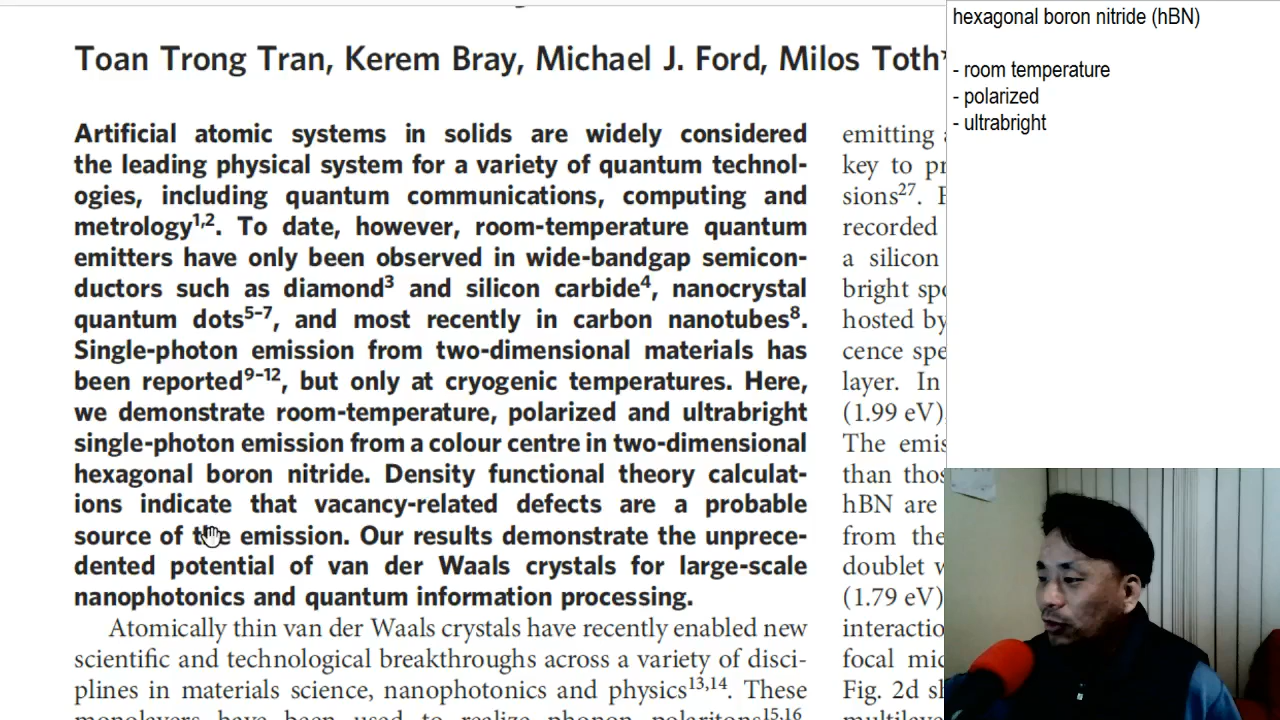 Toan Trong Tran, Kerem Bray, Michael J. Ford, Milos Toth*
Artificial atomic systems in solids are widely considered
the leading physical system for a variety of quantum technol-
ogies, including quantum communications, computing and
metrology1,2. To date, however, room-temperature quantum
emitters have only been observed in wide-bandgap semicon-
ductors such as diamond3 and silicon carbide4, nanocrystal
quantum dots5–7, and most recently in carbon nanotubes8.
Single-photon emission from two-dimensional materials has
been reported9–12, but only at cryogenic temperatures. Here,
we demonstrate room-temperature, polarized and ultrabright
single-photon emission from a colour centre in two-dimensional
hexagonal boron nitride. Density functional theory calculat-
ions indicate that vacancy-related defects are a probable
source of the emission. Our results demonstrate the unprece-
dented potential of van der Waals crystals for large-scale
nanophotonics and quantum information processing.
Atomically thin van der Waals crystals have recently enabled new
scientific and technological breakthroughs across a variety of disci-
plines in materials science, nanophotonics and physics13,14. These
monolayers have been used to realize phonon polaritons15,16
emitting
key to
sions27.
recorded
a silicon
bright
hosted by
cence
layer. In
(1.99 eV)
The
than
hBN are
from the
doublet
(1.79 eV)
focal
Fig. 2d
hexagonal boron nitride (hBN)
- room temperature
- polarized
- ultrabright